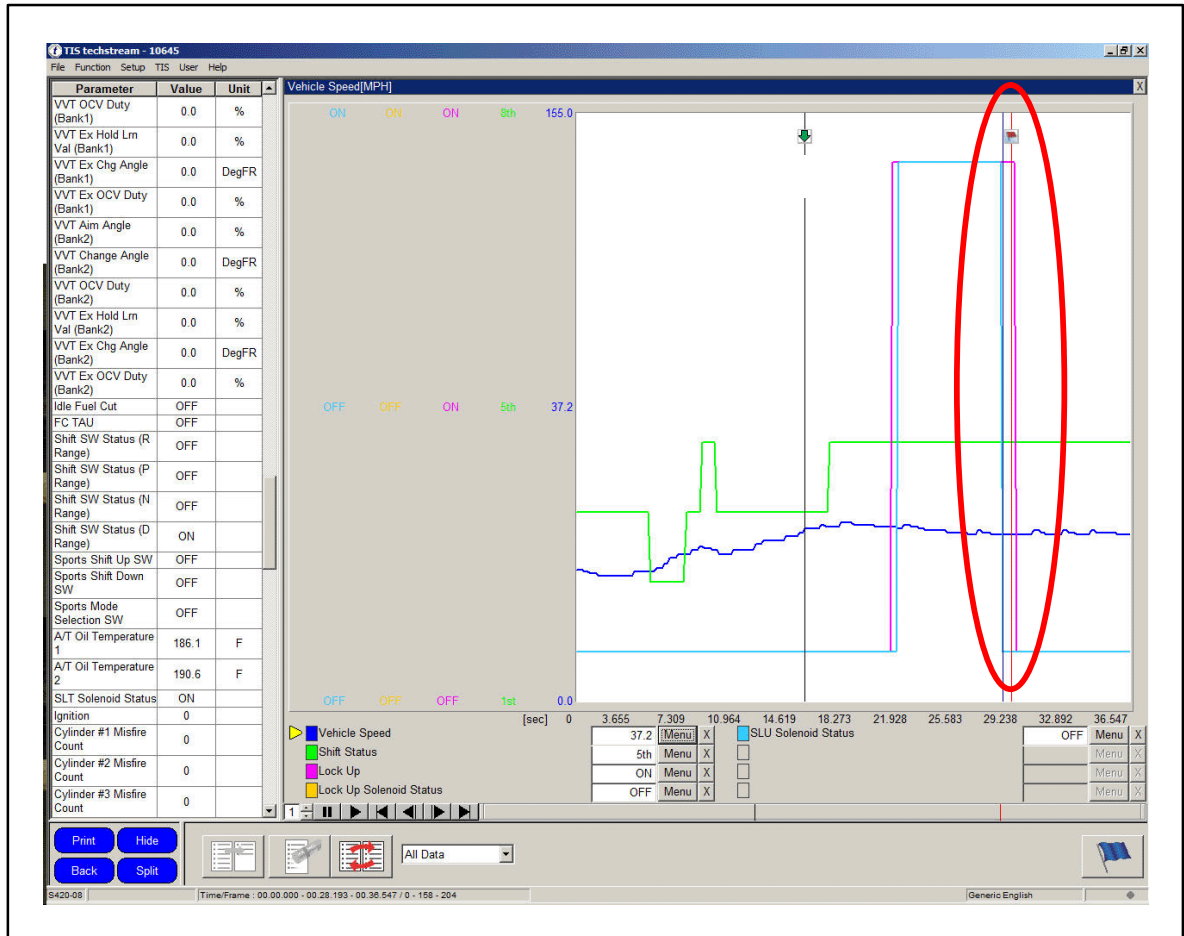 TIS techstream - 10645
File Function Setup TIS User Help
Parameter Value Unit
VVT OCV Duty
(Bank1) 0.0 %
VVT Ex Hold Lrn
Val (Bank1) 0.0 %
VVT Ex Chg Angle
(Bank1) 0.0 DegFR
VVT Ex OCV Duty
(Bank1) 0.0 %
VVT Aim Angle
(Bank2) 0.0 %
VVT Change Angle
(Bank2) 0.0 DegFR
VVT OCV Duty
(Bank2) 0.0 %
VVT Ex Hold Lrn
Val (Bank2) 0.0 %
VVT Ex Chg Angle
(Bank2) 0.0 DegFR
VVT Ex OCV Duty
(Bank2) 0.0 %
Idle Fuel Cut OFF
FC TAU OFF
Shift SW Status (R
Range) OFF
Shift SW Status (P
Range) OFF
Shift SW Status (N
Range) OFF
Shift SW Status (D
Range) ON
Sports Shift Up SW OFF
Sports Shift Down
SW OFF
Sports Mode
Selection SW OFF
A/T Oil Temperature
1 186.1 F
A/T Oil Temperature
2 190.6 F
SLT Solenoid Status ON
Ignition 0
Cylinder #1 Misfire
Count 0
Cylinder #2 Misfire
Count 0
Cylinder #3 Misfire
Count 0
Vehicle Speed[MPH] X
ON ON ON 8th 155.0
OFF OFF ON 5th 37.2
OFF OFF OFF 1st 0.0
[sec] 0 3.655 7.309 10.964 14.619 18.273 21.928 25.583 29.238 32.892 36.547
Vehicle Speed 37.2 Menu X SLU Solenoid Status OFF Menu X
Shift Status 5th Menu X Menu X
Lock Up ON Menu X Menu X
Lock Up Solenoid Status OFF Menu X Menu X
1
Print Hide
Back Split
All Data
S420-08 Time/Frame : 00.00.000 - 00.28.193 - 00.36.547 / 0 - 158 - 204 Generic English